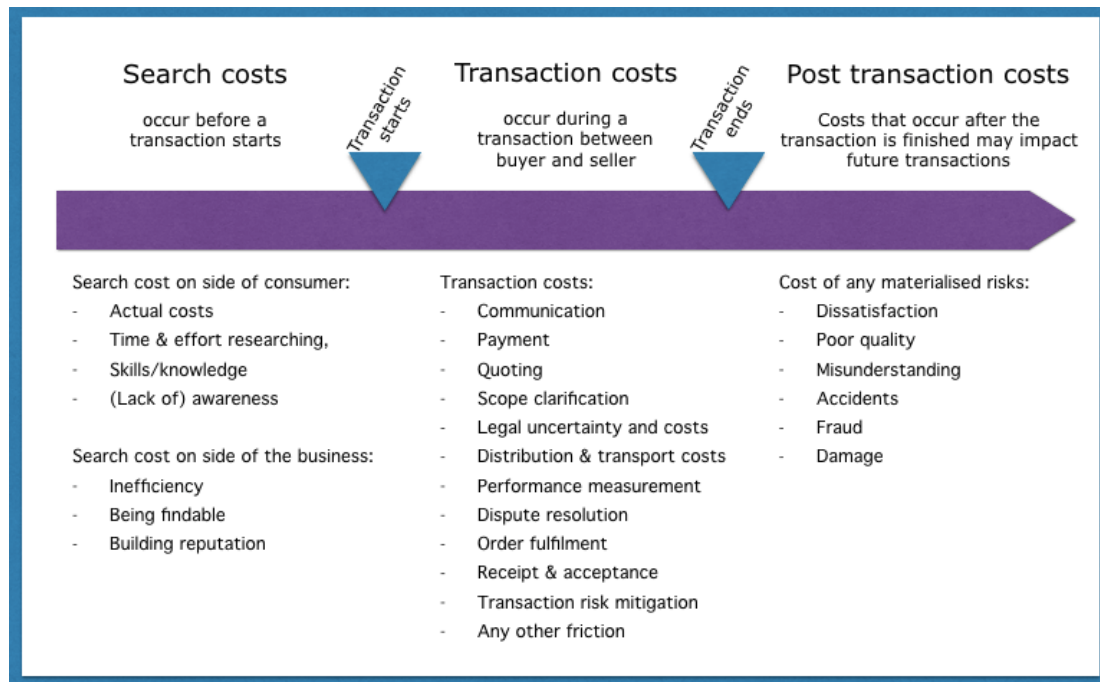 Search costs
occur before a
transaction starts
Transaction
starts
Transaction costs
occur during a
transaction between
buyer and seller
Transaction
ends
Post transaction costs
Costs that occur after the
transaction is finished may impact
future transactions
Search cost on side of consumer:
- Actual costs
- Time & effort researching,
- Skills/knowledge
- (Lack of) awareness
Search cost on side of the business:
- Inefficiency
- Being findable
- Building reputation
Transaction costs:
- Communication
- Payment
- Quoting
- Scope clarification
- Legal uncertainty and costs
- Distribution & transport costs
- Performance measurement
- Dispute resolution
- Order fulfilment
- Receipt & acceptance
- Transaction risk mitigation
- Any other friction
Cost of any materialised risks:
- Dissatisfaction
- Poor quality
- Misunderstanding
- Accidents
- Fraud
- Damage